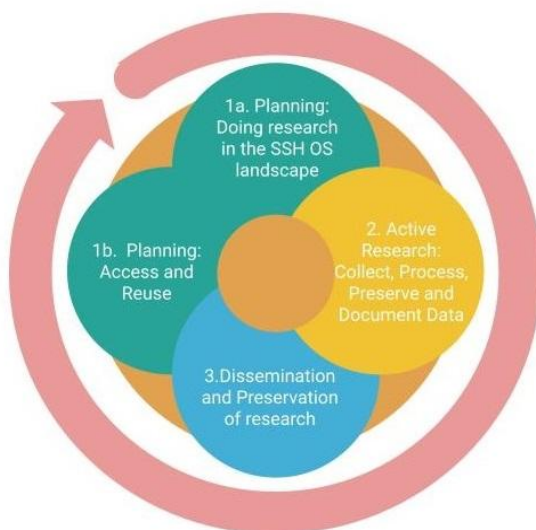 1a. Planning:
Doing research
in the SSH OS
landscape
1b.  Planning:
Access and
Reuse
2. Active
Research:
Collect, Process,
Preserve and
Document Data
3.Dissemination
and Preservation
of research